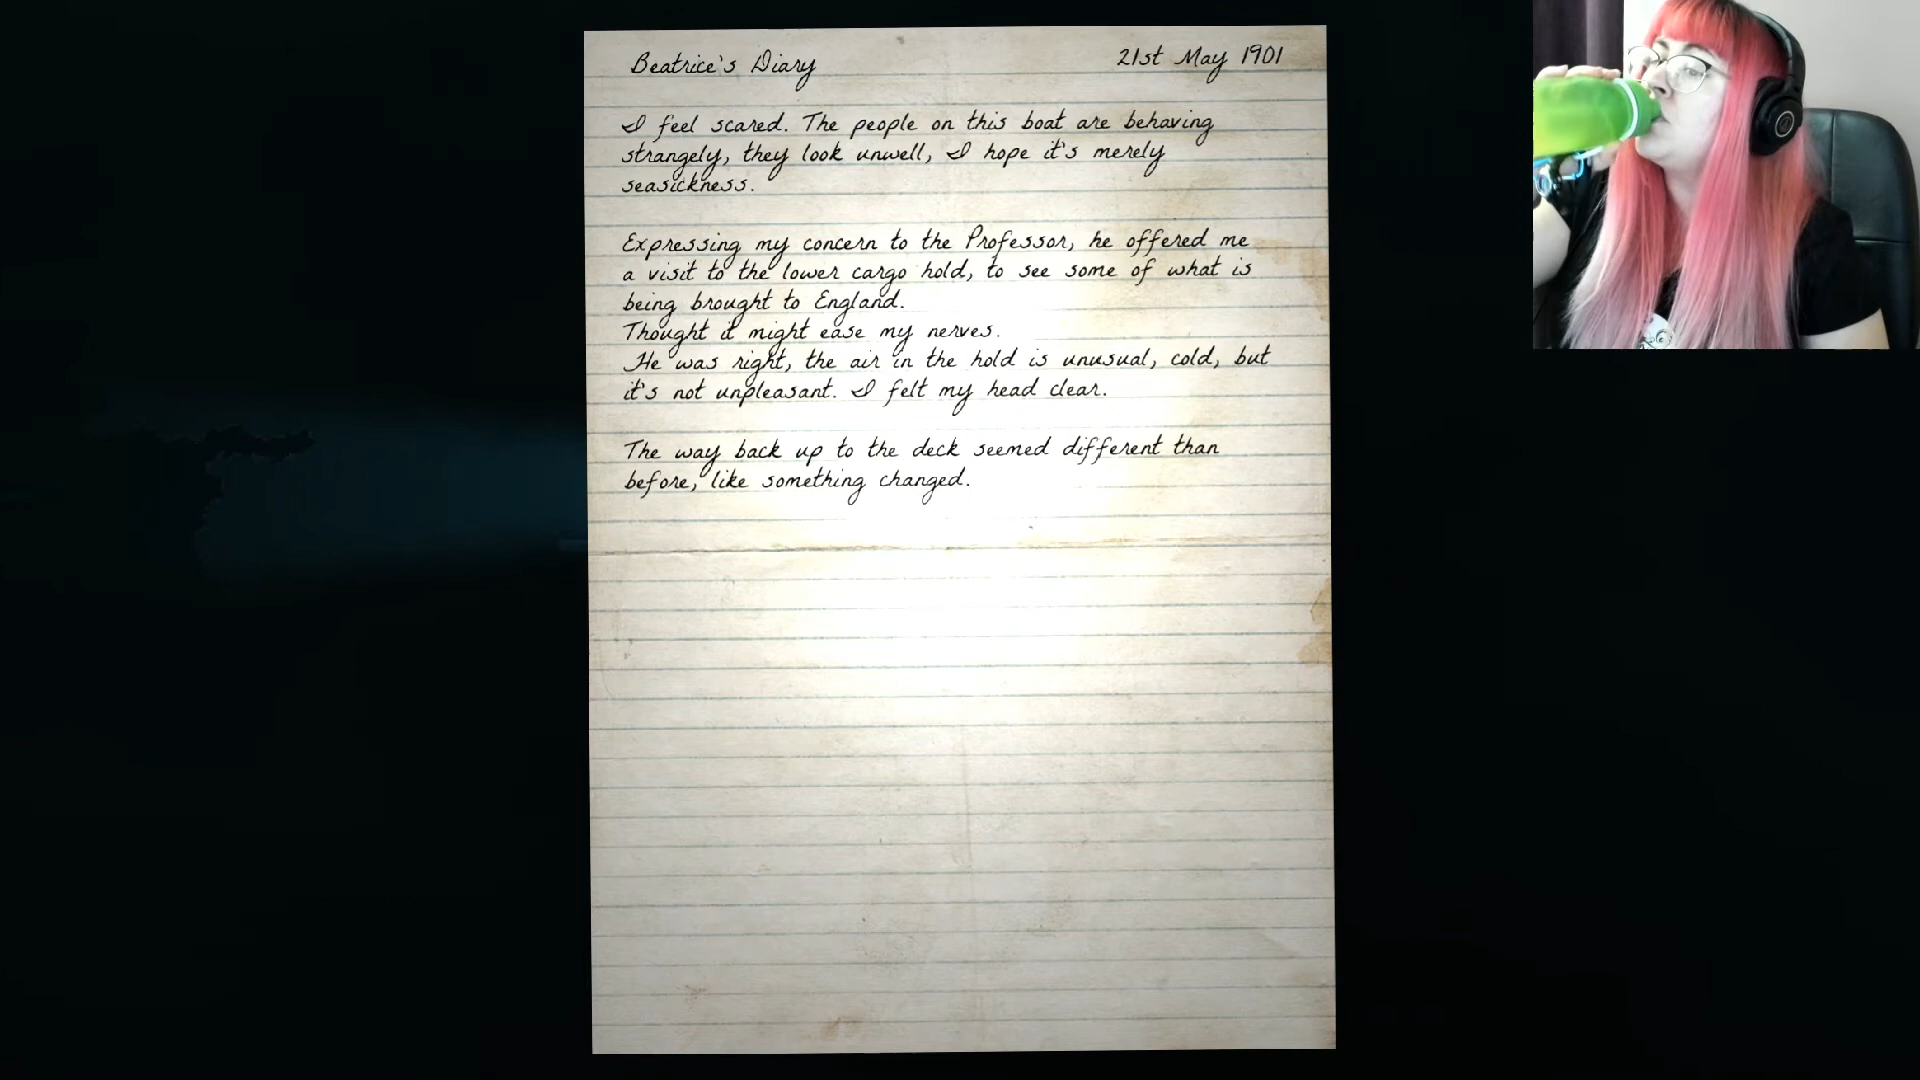 Beatrice's Diary
21st May 1901
I feel scared. The people on this boat are behaving
strangely, they look unwell, I hope it's merely
seasickness.
Expressing my concern to the Professor, he offered me
a visit to the lower cargo hold, to see some of what is
being brought to England.
Thought it might ease my nerves.
He was right, the air in the hold is unusual, cold, but
it's not unpleasant. I felt my head clear.
The way back up to the deck seemed different than
before, like something changed.